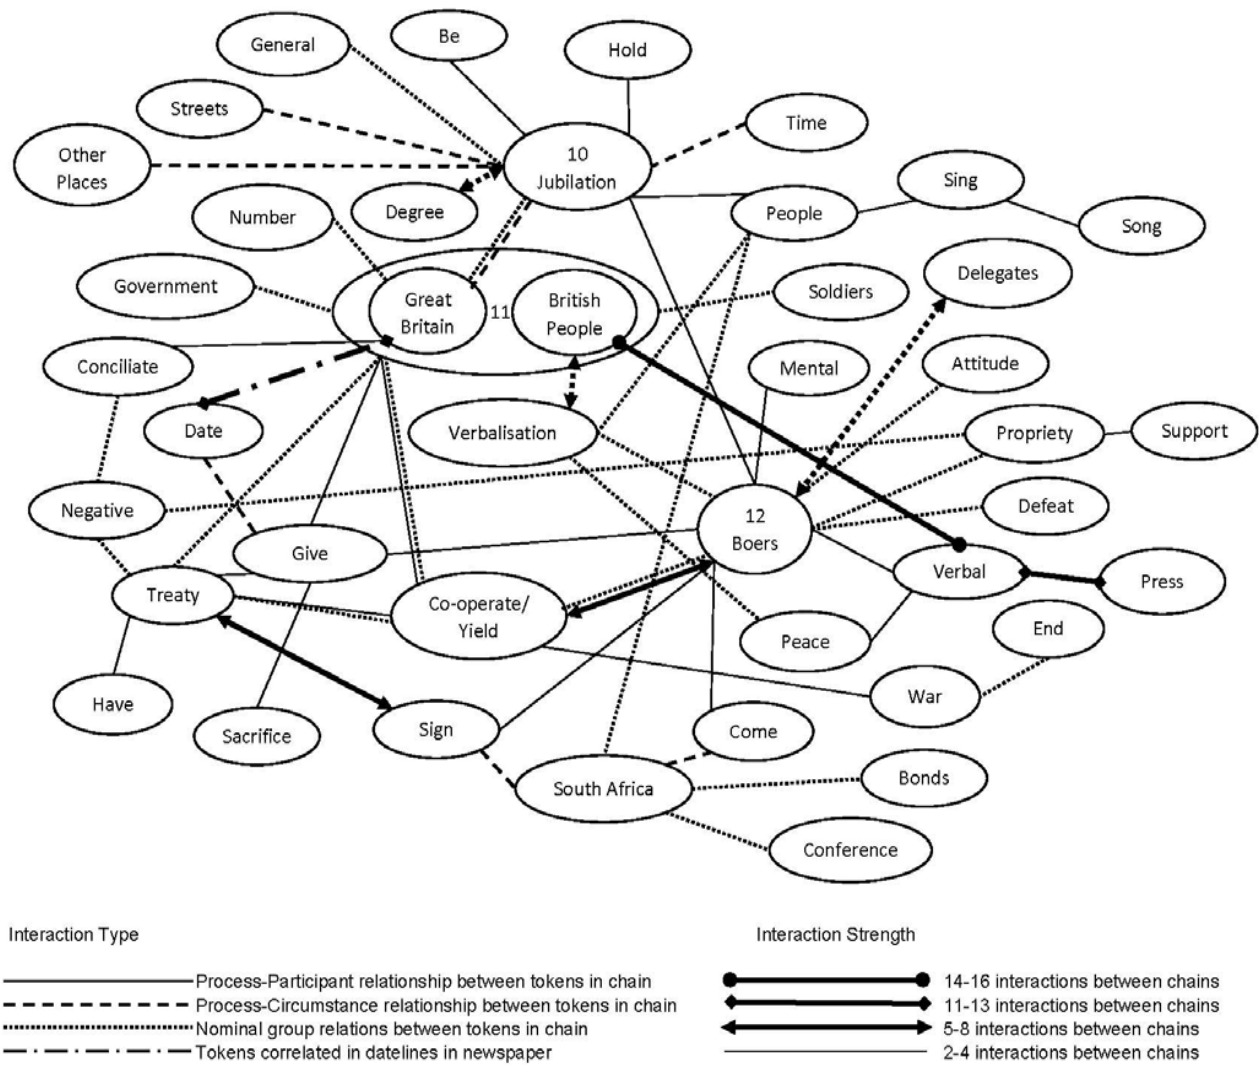 General
Be
Hold
Streets
Time
Other
Places
10
Jubilation
Sing
Degree
People
Number
Song
Delegates
Government
Great
Britain
11
British
People
Soldiers
Conciliate
Mental
Attitude
Date
Verbalisation
Propriety
Support
Negative
12
Boers
Defeat
Give
Treaty
Co-operate/
Yield
Verbal
Press
Peace
End
Have
War
Sacrifice
Sign
Come
South Africa
Bonds
Conference
Interaction Type
Process-Participant relationship between tokens in chain
Process-Circumstance relationship between tokens in chain
Nominal group relations between tokens in chain
Tokens correlated in datelines in newspaper
Interaction Strength
14-16 interactions between chains
11-13 interactions between chains
5-8 interactions between chains
2-4 interactions between chains